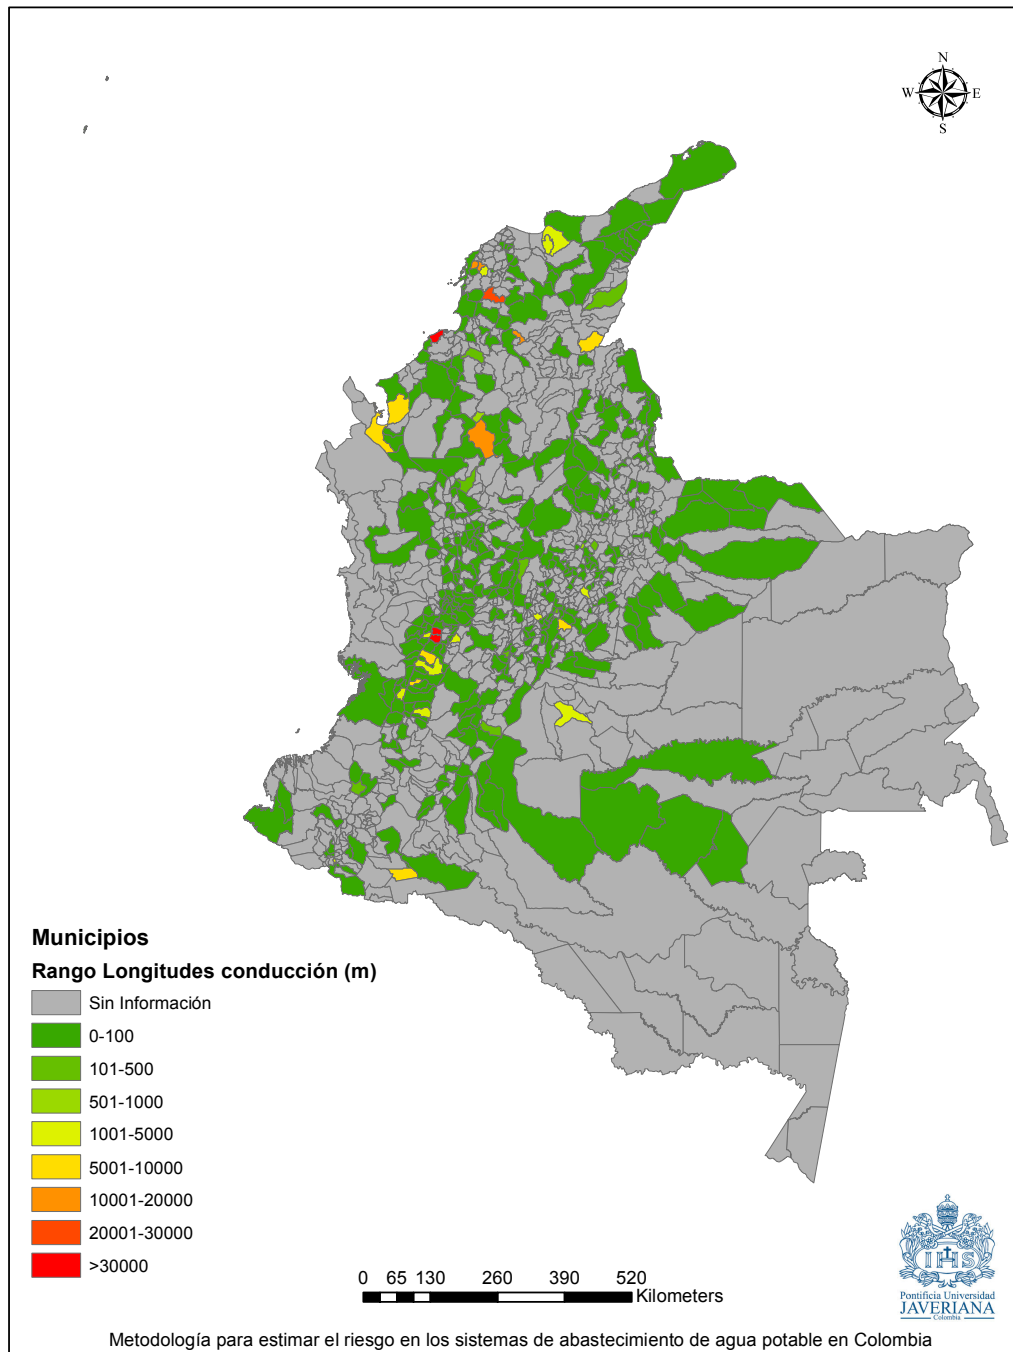 N
W E
S
Municipios
Rango Longitudes conducción (m)
Sin Información
0-100
101-500
501-1000
1001-5000
5001-10000
10001-20000
20001-30000
>30000
0 65 130 260 390 520
Kilometers
IHS
Pontificia Universidad
JAVERIANA
Colombia
Metodología para estimar el riesgo en los sistemas de abastecimiento de agua potable en Colombia